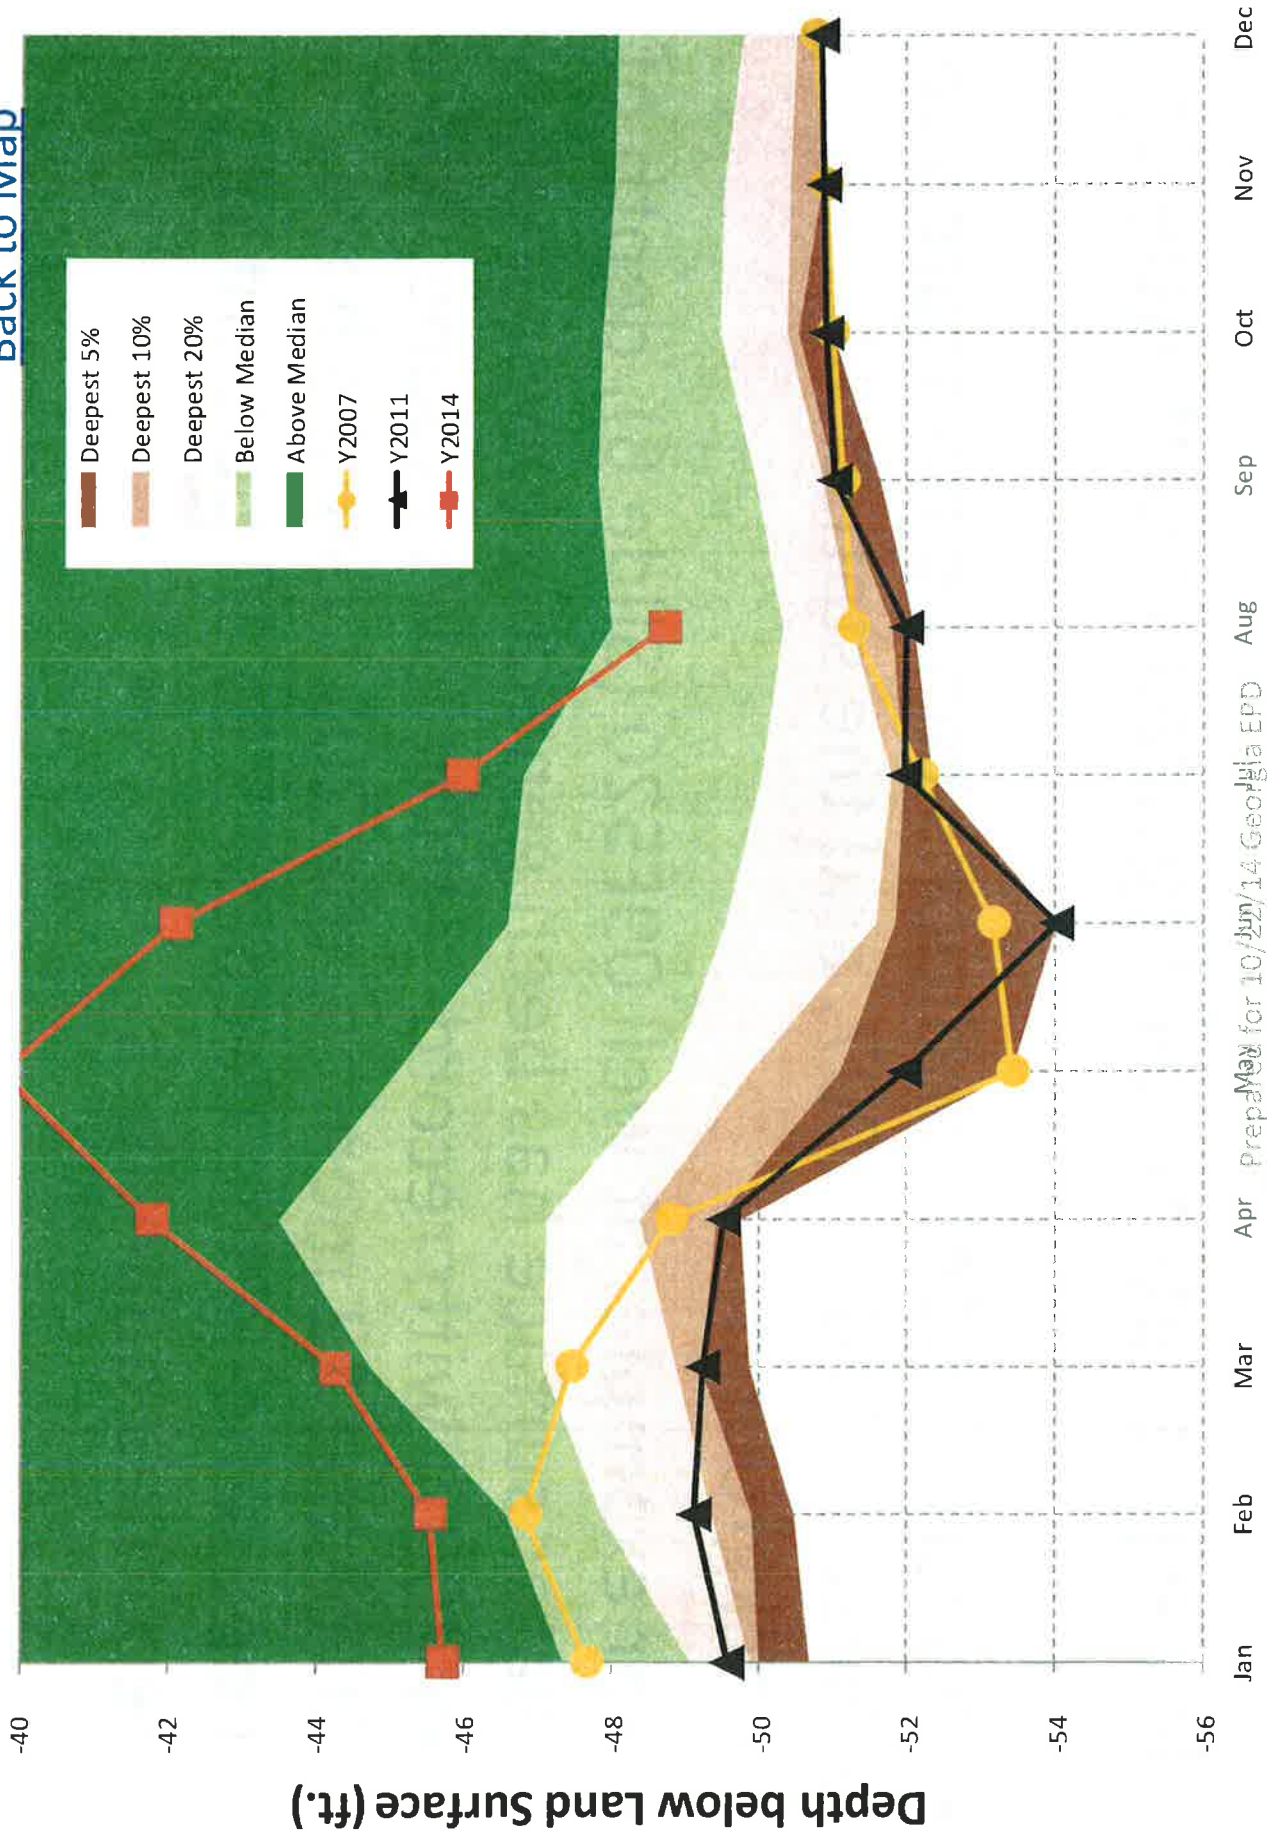 Back to Map
Deepest 5%
Deepest 10%
Deepest 20%
Below Median
Above Median
Y2007
Y2011
Y2014
Depth below Land Surface (ft.)
-40
-42
-44
-46
-48
-50
-52
-54
-56
Jan
Feb
Mar
Apr
May
Jun
Jul
Aug
Sep
Oct
Nov
Dec
Prepared for 10/22/14 Georgia EPD